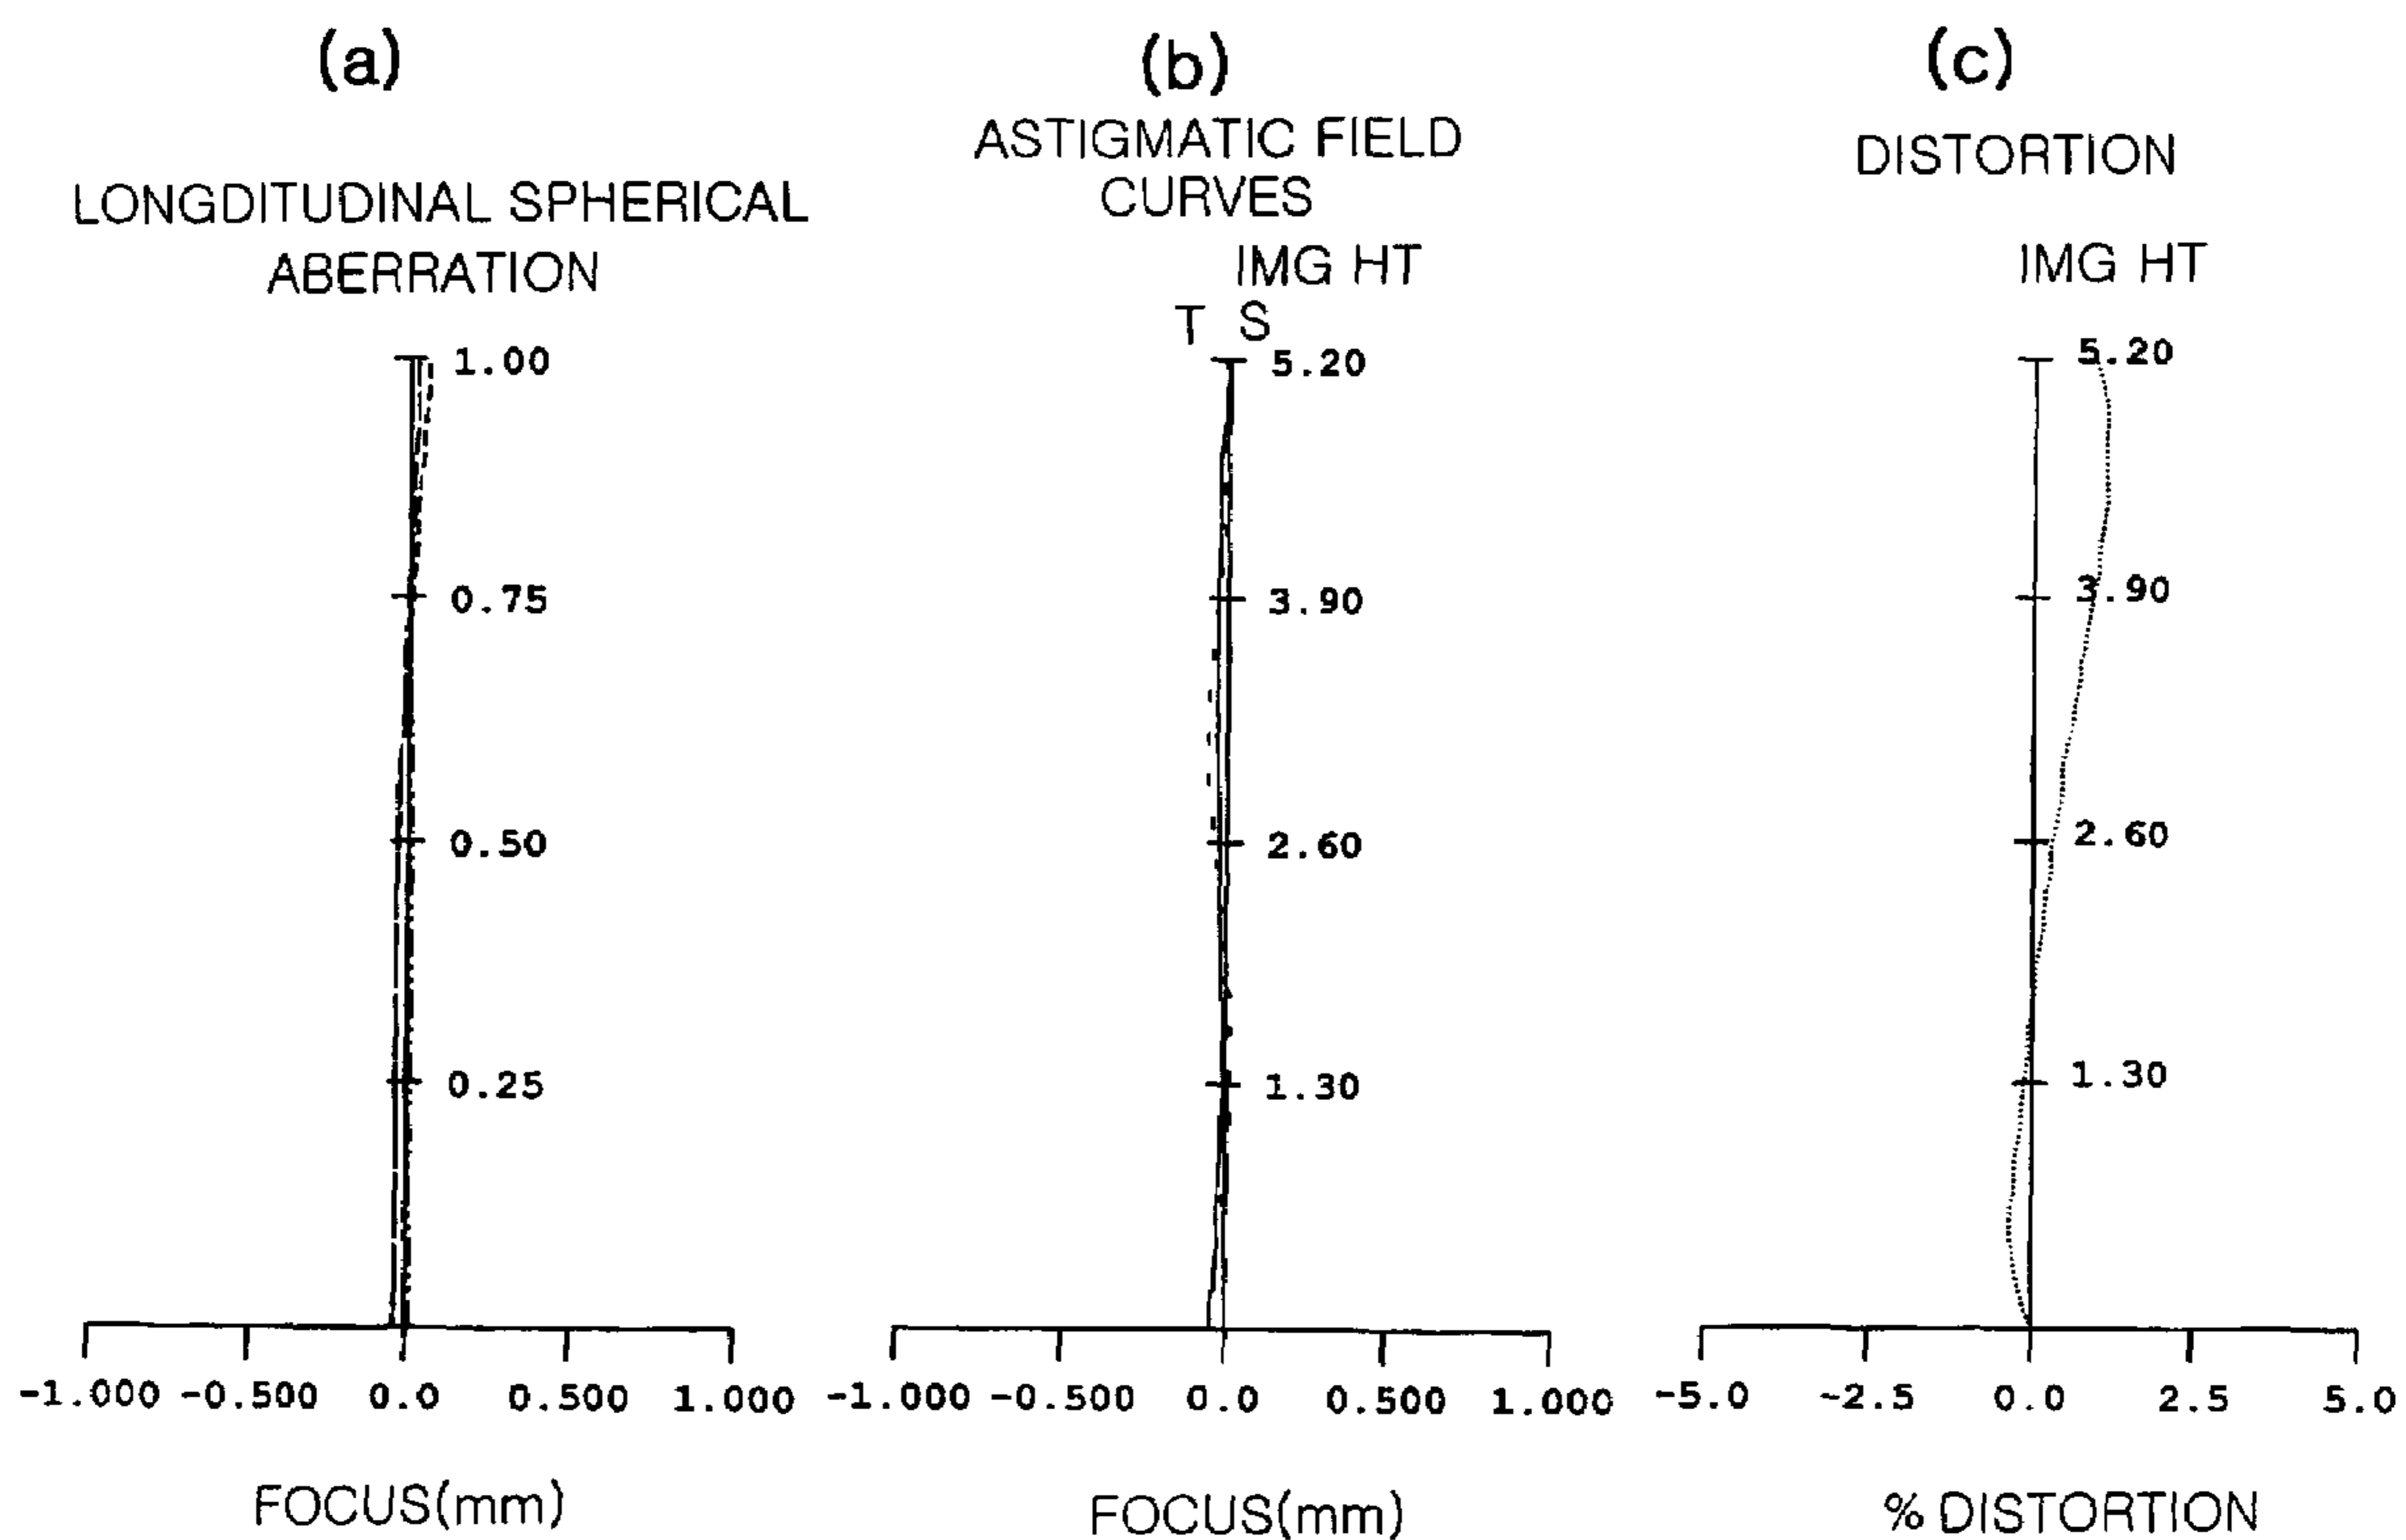 (a)
LONGDITUDINAL SPHERICAL
ABERRATION
1.00
0.75
0.50
0.25
-1.000 -0.500 0.0 0.500 1.000
FOCUS(mm)
(b)
ASTIGMATIC FIELD
CURVES
IMG HT
T S
5.20
3.90
2.60
1.30
-1.000 -0.500 0.0 0.500 1.000
FOCUS(mm)
(c)
DISTORTION
IMG HT
5.20
3.90
2.60
1.30
-5.0 -2.5 0.0 2.5 5.0
% DISTORTION